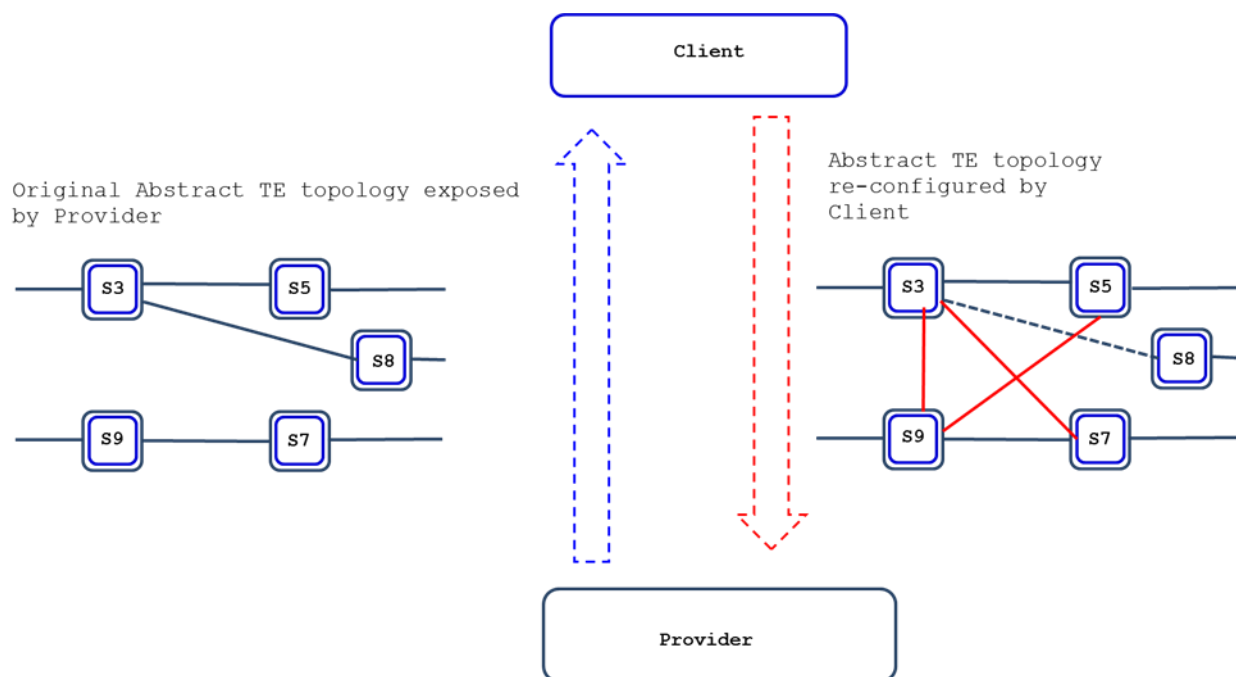 Client
Original Abstract TE topology exposed
by Provider
Abstract TE topology
re-configured by
Client
S3
S5
S8
S9
S7
S3
S5
S8
S9
S7
Provider